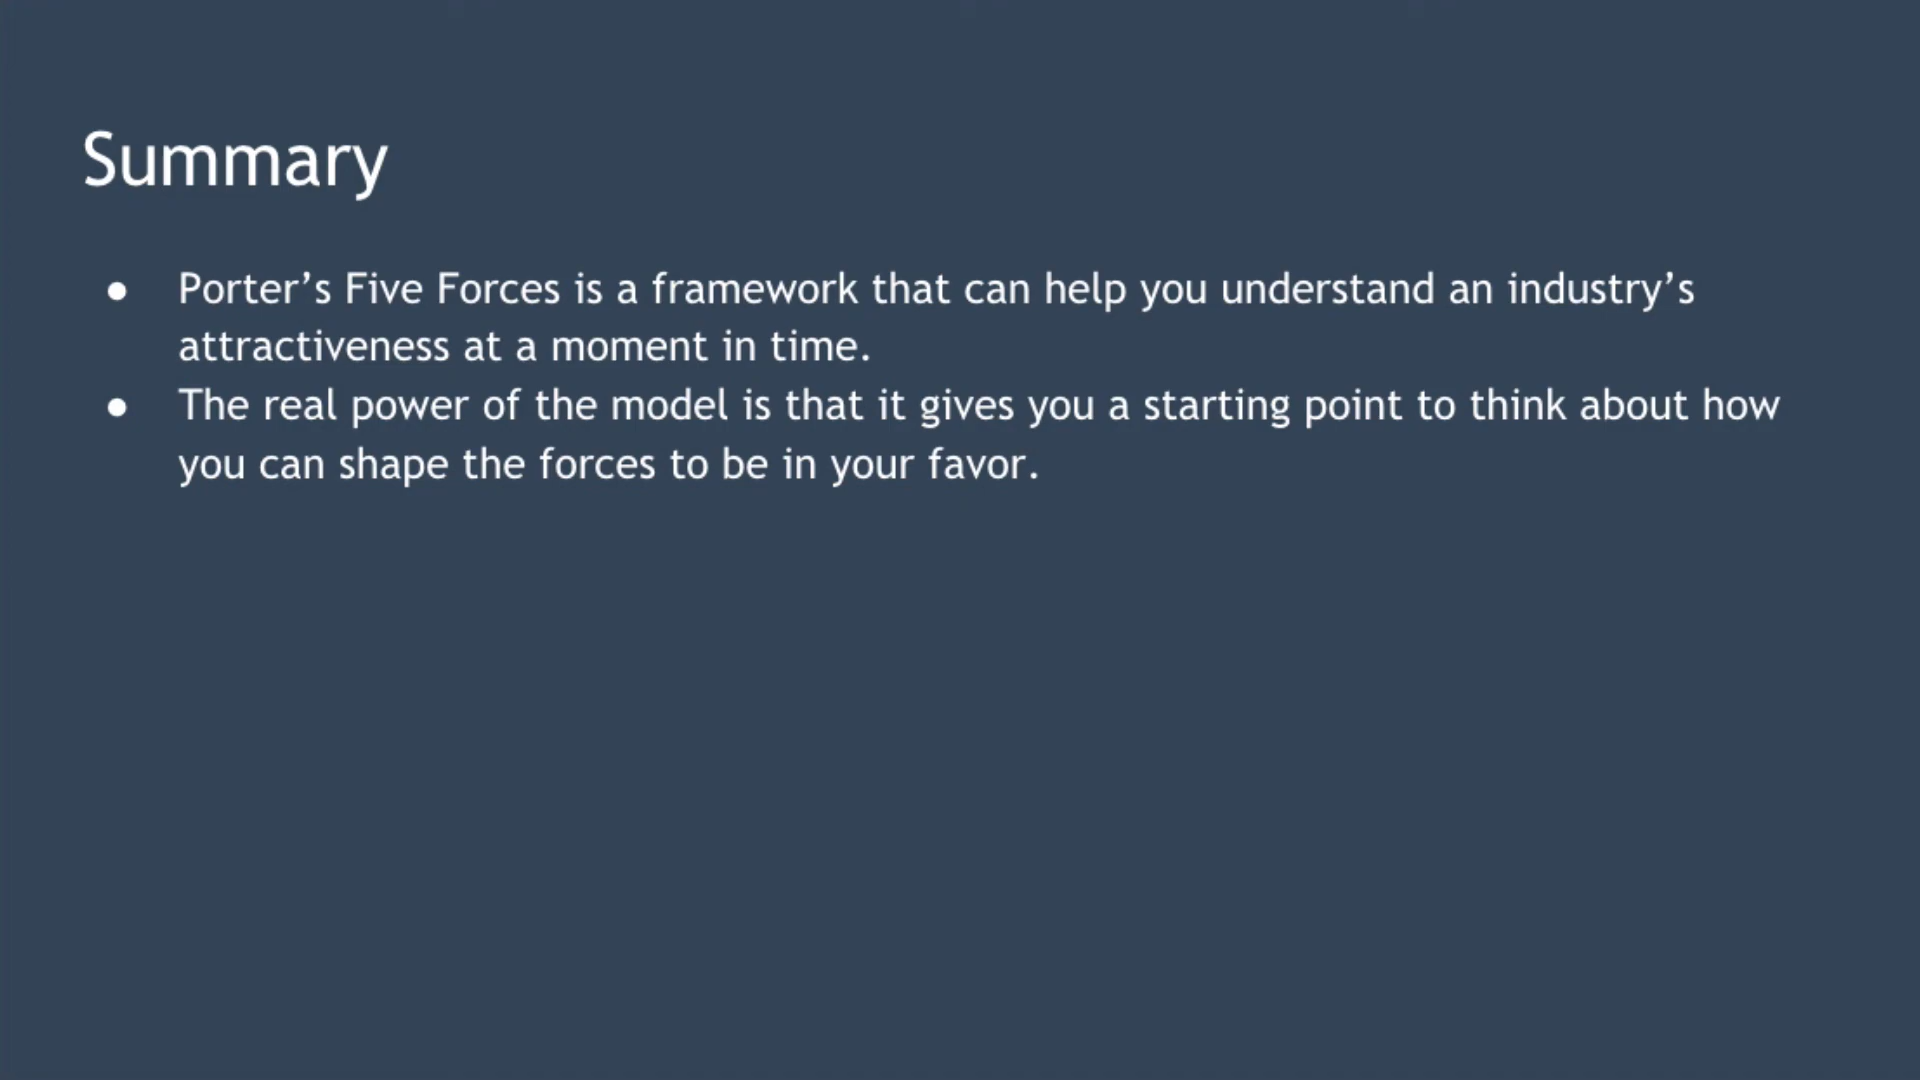 Summary
● Porter’s Five Forces is a framework that can help you understand an industry’s
attractiveness at a moment in time.
● The real power of the model is that it gives you a starting point to think about how
you can shape the forces to be in your favor.